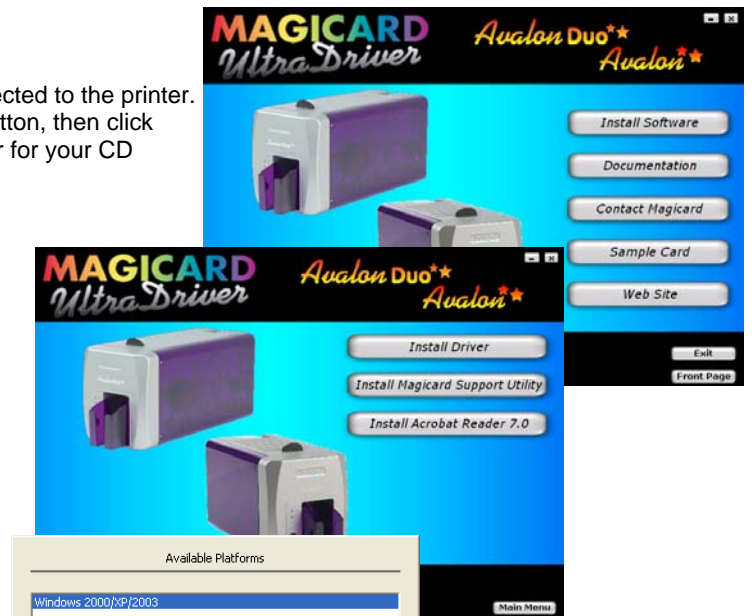 MAGICARD
UltraDriver
Avalon Duo
Avalon
ected to the printer.
tton, then click
r for your CD
Install Software
Documentation
Contact Magicard
Sample Card
Web Site
Exit
Front Page
MAGICARD
UltraDriver
Avalon Duo
Avalon
Install Driver
Install Magicard Support Utility
Install Acrobat Reader 7.0
Main Menu
Available Platforms
Windows 2000/XP/2003